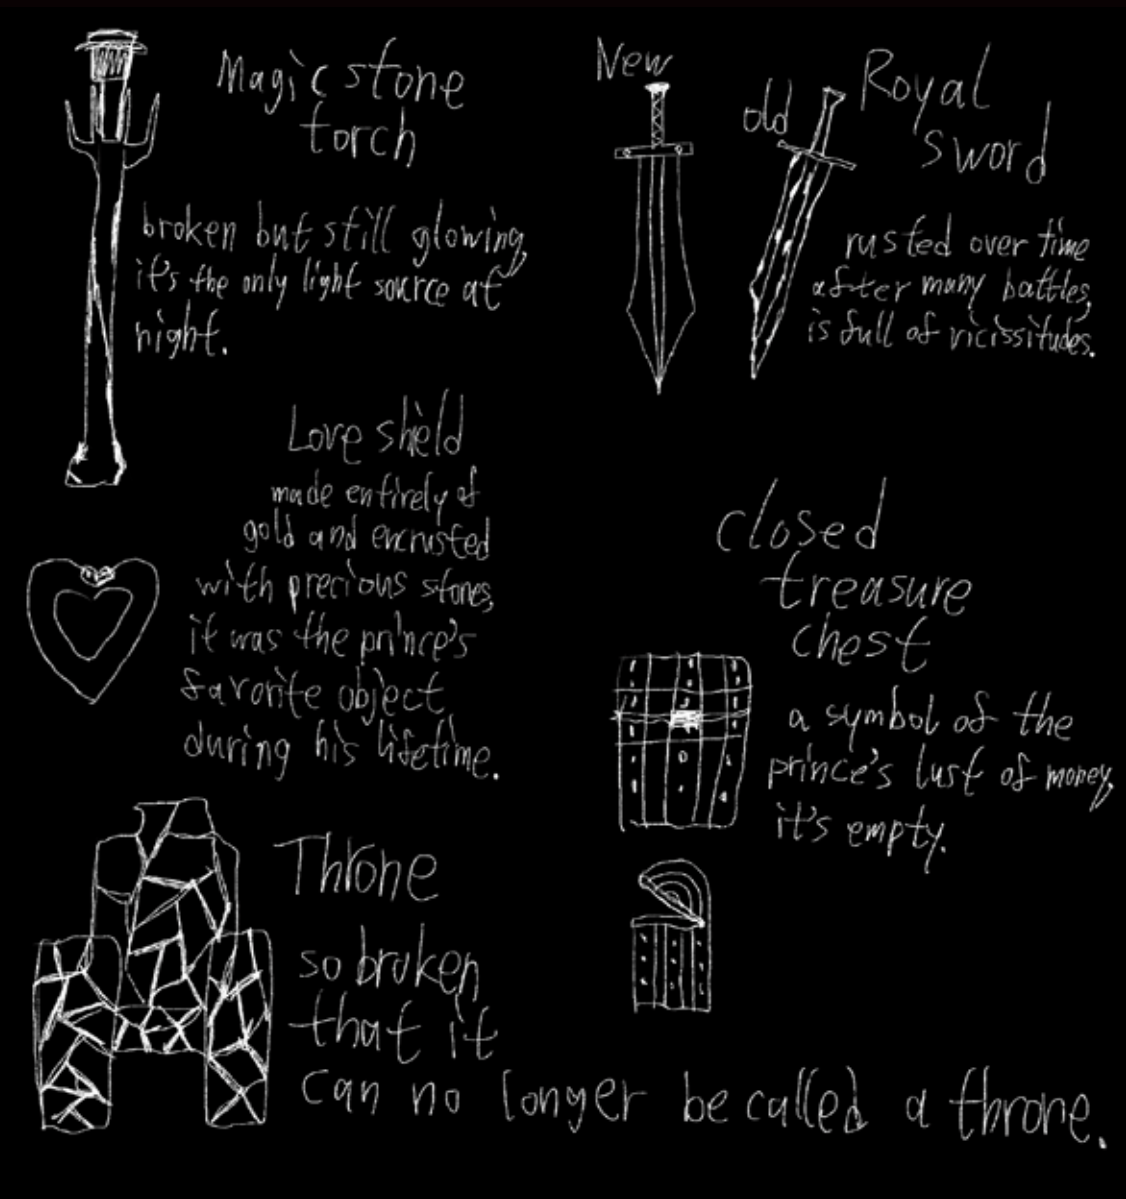 Magic stone
torch
broken but still glowing,
it's the only light source at
night.
New
old
Royal
sword
rusted over time
after many battles,
is full of vicissitudes.
Love shield
made entirely of
gold and encrusted
with precious stones,
it was the prince's
favorite object
during his lifetime.
closed
treasure
chest
a symbol of the
prince's lust of money,
it's empty.
Throne
so broken
that it
can no longer be called a throne.